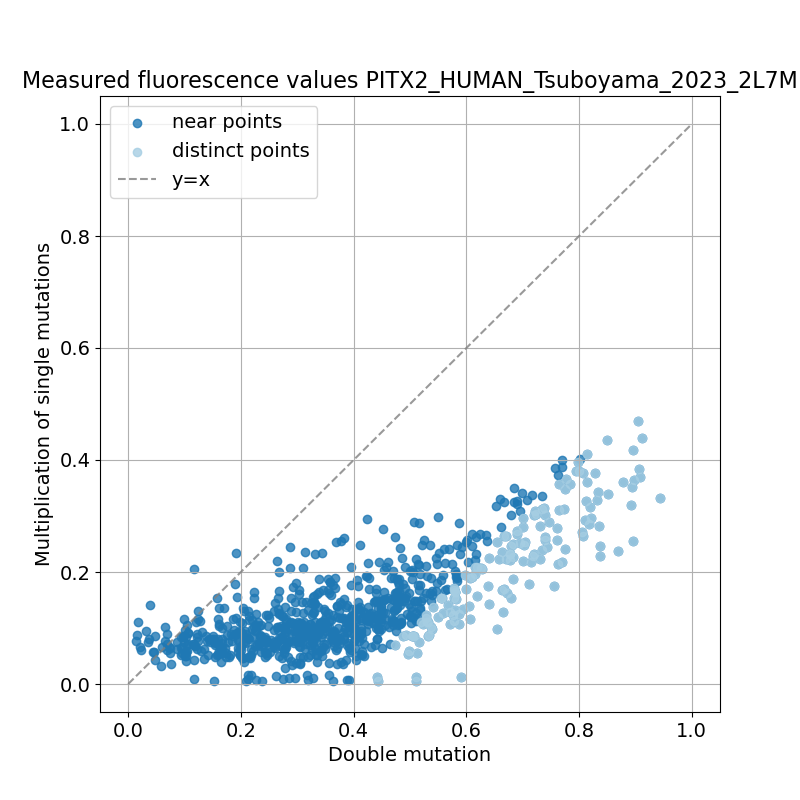 Measured fluorescence values PITX2_HUMAN_Tsuboyama_2023_2L7M
near points
distinct points
y=x
1.0
0.8
0.6
0.4
0.2
0.0
Multiplication of single mutations
0.0 0.2 0.4 0.6 0.8 1.0
Double mutation